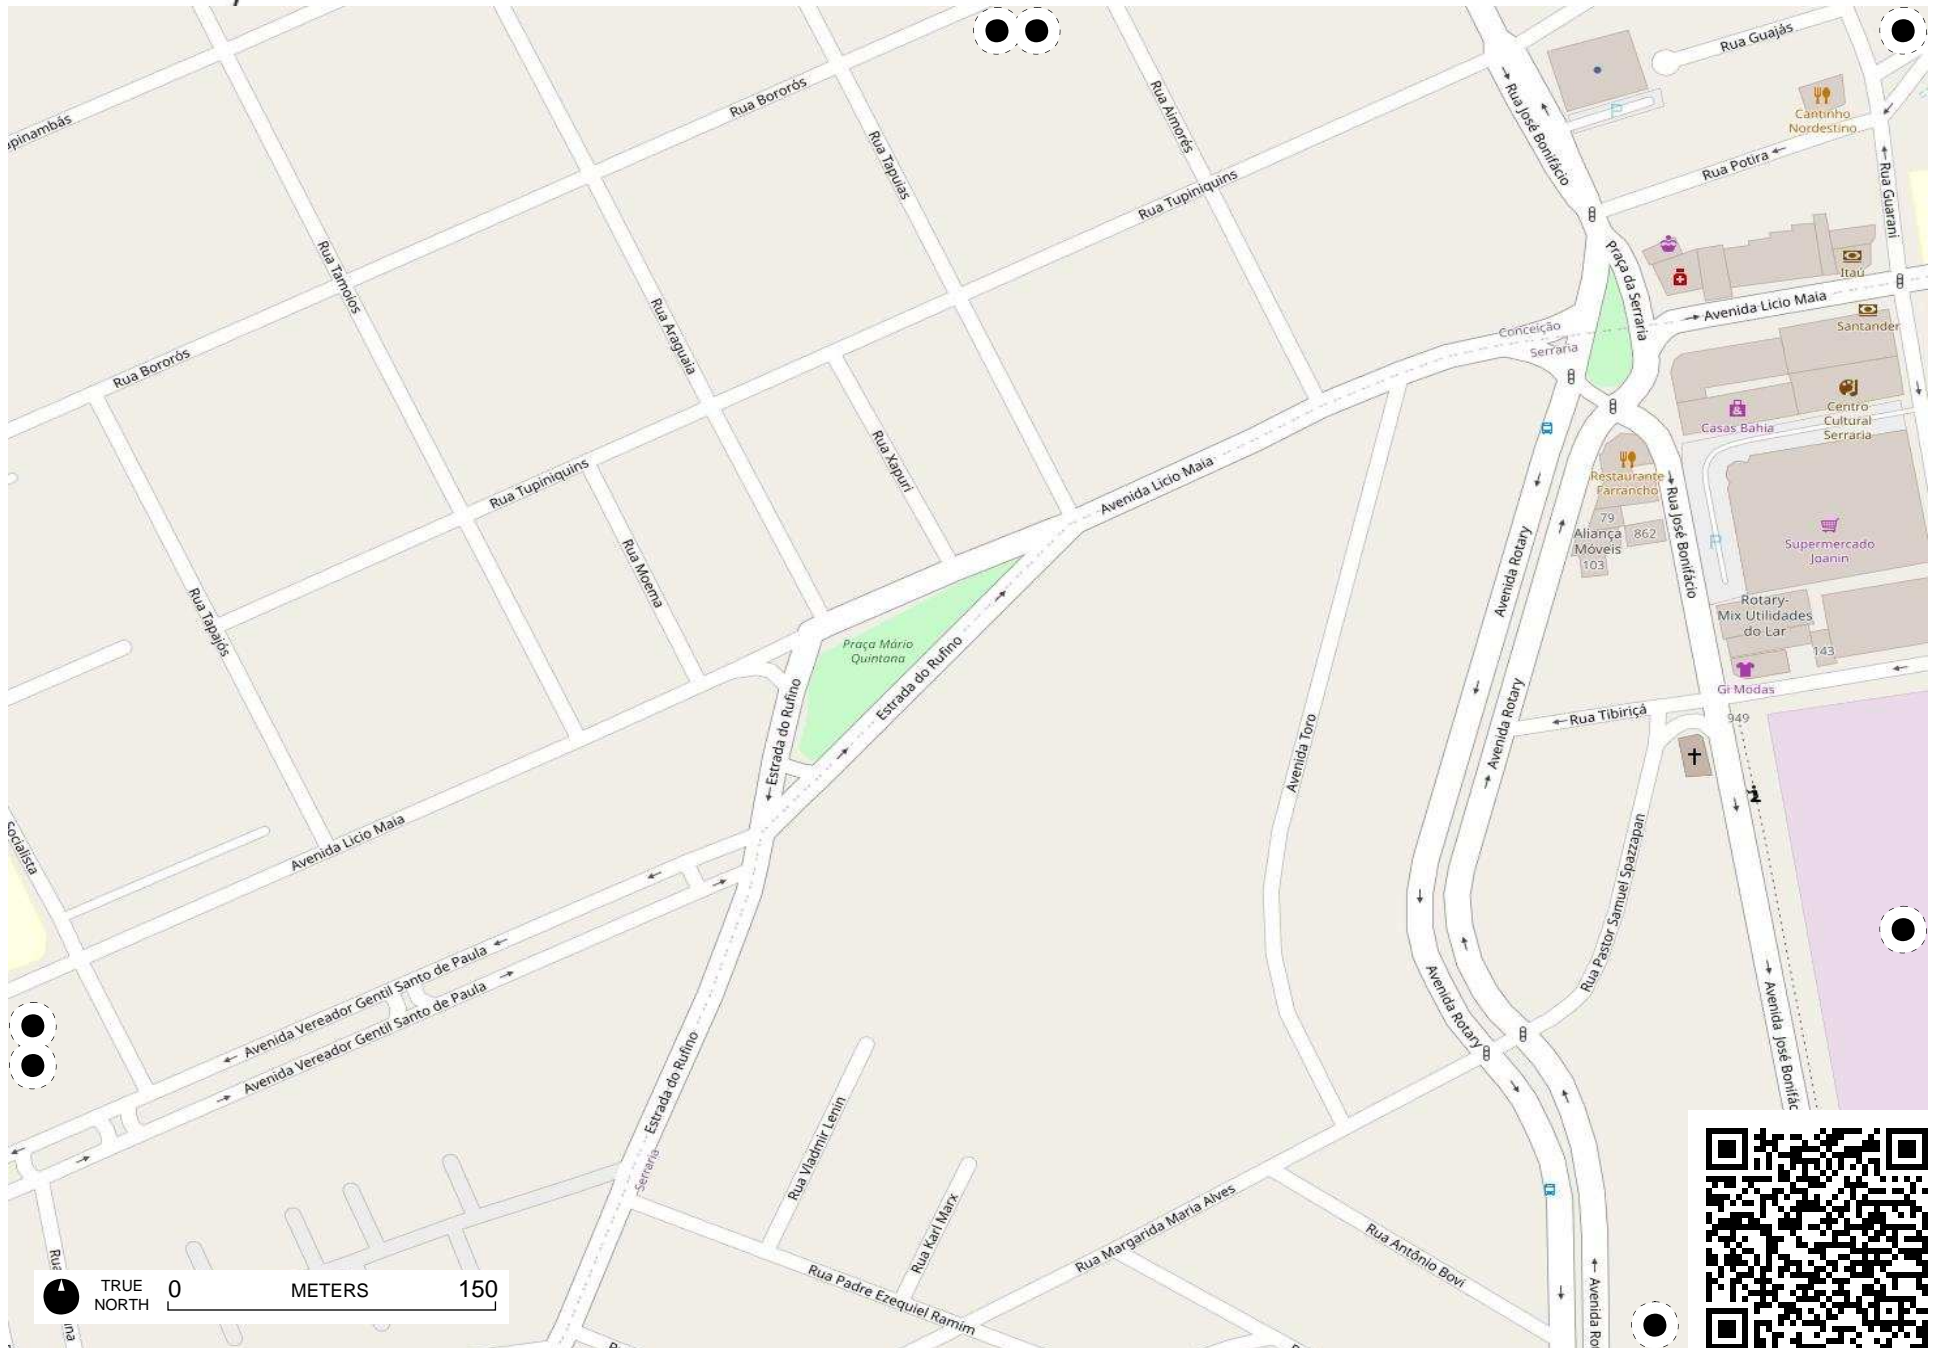 Rua Guajás
Rua Bororós
Rua Aimorés
Rua José Bonifácio
Cantinho
Nordestino
Rua Tapuias
Rua Potira
Rua Guarani
Rua Tupiniquins
Rua Tamoios
Praça da Serraria
Itaú
Avenida Licio Maia
Santander
Conceição
Serraria
Rua Araguaia
Rua Bororós
Centro
Cultural
Serraria
Casas Bahia
Rua Xapuri
Rua Tupiniquins
Avenida Licio Maia
Restaurante
Farrancho
79
Aliança
Móveis
862
103
Rua José Bonifácio
P
P
Supermercado
Joanin
Rua Moema
Avenida Rotary
Rotary-
Mix Utilidades
do Lar
143
Rua Tapajós
Praça Mário
Quintana
Estrada do Rufino
Estrada do Rufino
Gi Modas
949
Rua Tibiriçá
Avenida Rotary
Avenida Toro
Socialista
Avenida Licio Maia
Rua Pastor Samuel Spazzapan
Avenida Vereador Gentil Santo de Paula
Avenida Vereador Gentil Santo de Paula
Avenida Rotary
Avenida José Bonifác
Estrada do Rufino
Serraria
Rua Vladmir Lenin
Rua Karl Marx
Rua Margarida Maria Alves
Rua Antônio Bovi
Rua Padre Ezequiel Ramim
Rua
Avenida Ro
TRUE
NORTH
0 METERS 150